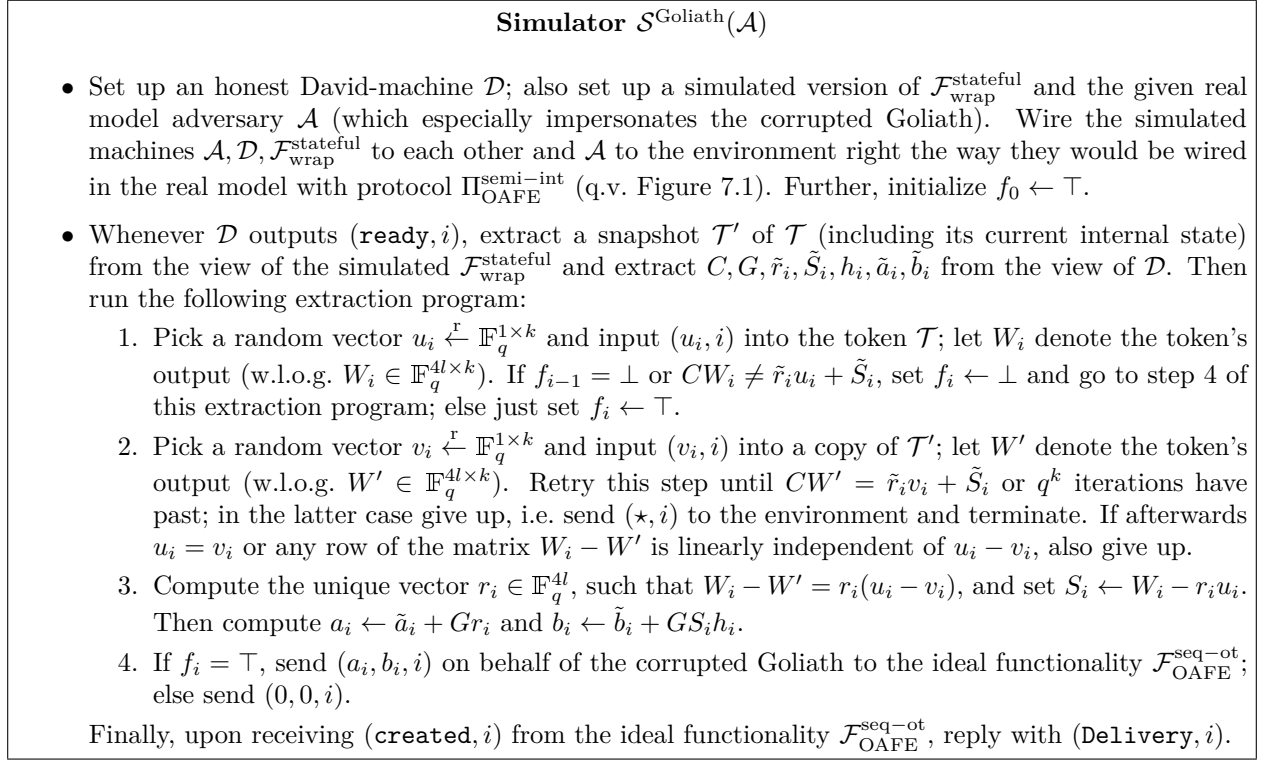 Simulator 𝒮^Goliath(𝒜)
• Set up an honest David-machine 𝒟; also set up a simulated version of ℱ_wrap^stateful and the given real
model adversary 𝒜 (which especially impersonates the corrupted Goliath). Wire the simulated
machines 𝒜, 𝒟, ℱ_wrap^stateful to each other and 𝒜 to the environment right the way they would be wired
in the real model with protocol Π_OAFE^semi−int (q.v. Figure 7.1). Further, initialize f_0 ← ⊤.
• Whenever 𝒟 outputs (ready, i), extract a snapshot 𝒯′ of 𝒯 (including its current internal state)
from the view of the simulated ℱ_wrap^stateful and extract C, G, r̃_i, S̃_i, h_i, ã_i, b̃_i from the view of 𝒟. Then
run the following extraction program:
1. Pick a random vector u_i ←^r 𝔽_q^{1×k} and input (u_i, i) into the token 𝒯; let W_i denote the token's
output (w.l.o.g. W_i ∈ 𝔽_q^{4l×k}). If f_{i−1} = ⊥ or CW_i ≠ r̃_i u_i + S̃_i, set f_i ← ⊥ and go to step 4 of
this extraction program; else just set f_i ← ⊤.
2. Pick a random vector v_i ←^r 𝔽_q^{1×k} and input (v_i, i) into a copy of 𝒯′; let W′ denote the token's
output (w.l.o.g. W′ ∈ 𝔽_q^{4l×k}). Retry this step until CW′ = r̃_i v_i + S̃_i or q^k iterations have
past; in the latter case give up, i.e. send (⋆, i) to the environment and terminate. If afterwards
u_i = v_i or any row of the matrix W_i − W′ is linearly independent of u_i − v_i, also give up.
3. Compute the unique vector r_i ∈ 𝔽_q^{4l}, such that W_i − W′ = r_i(u_i − v_i), and set S_i ← W_i − r_i u_i.
Then compute a_i ← ã_i + Gr_i and b_i ← b̃_i + GS_i h_i.
4. If f_i = ⊤, send (a_i, b_i, i) on behalf of the corrupted Goliath to the ideal functionality ℱ_OAFE^seq−ot;
else send (0, 0, i).
Finally, upon receiving (created, i) from the ideal functionality ℱ_OAFE^seq−ot, reply with (Delivery, i).